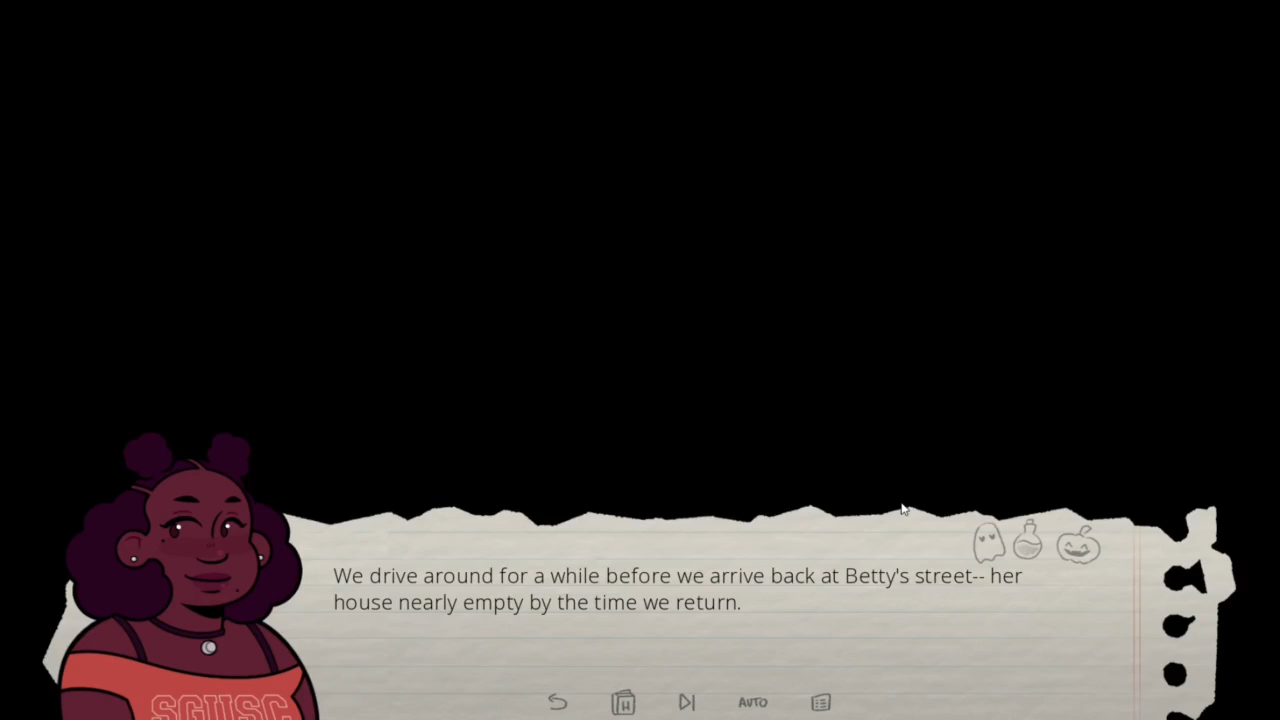 We drive around for a while before we arrive back at Betty's street-- her
house nearly empty by the time we return.
SGUSC
H
AUTO